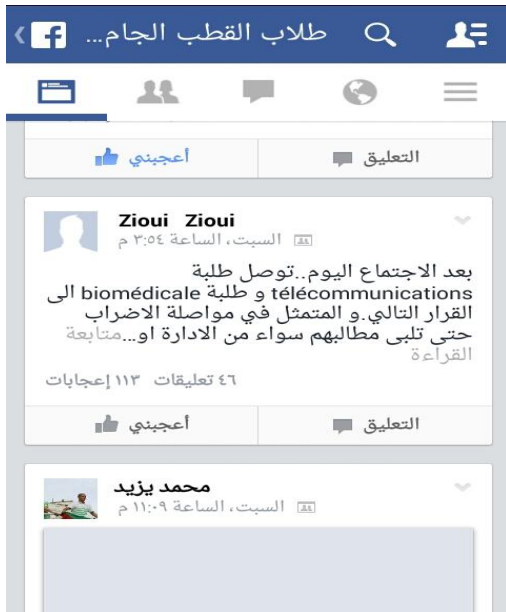 طلاب القطب الجام...
أعجبني التعليق
Zioui Zioui
السبت، الساعة ٣:٥٤ م
بعد الاجتماع اليوم..توصل طلبة
télécommunications و طلبة biomédicale الى
القرار التالي.و المتمثل في مواصلة الاضراب
حتى تلبى مطالبهم سواء من الادارة او...متابعة
القراءة
٤٦ تعليقات ١١٣ إعجابات
أعجبني التعليق
محمد يزيد
السبت، الساعة ١١:٠٩ م